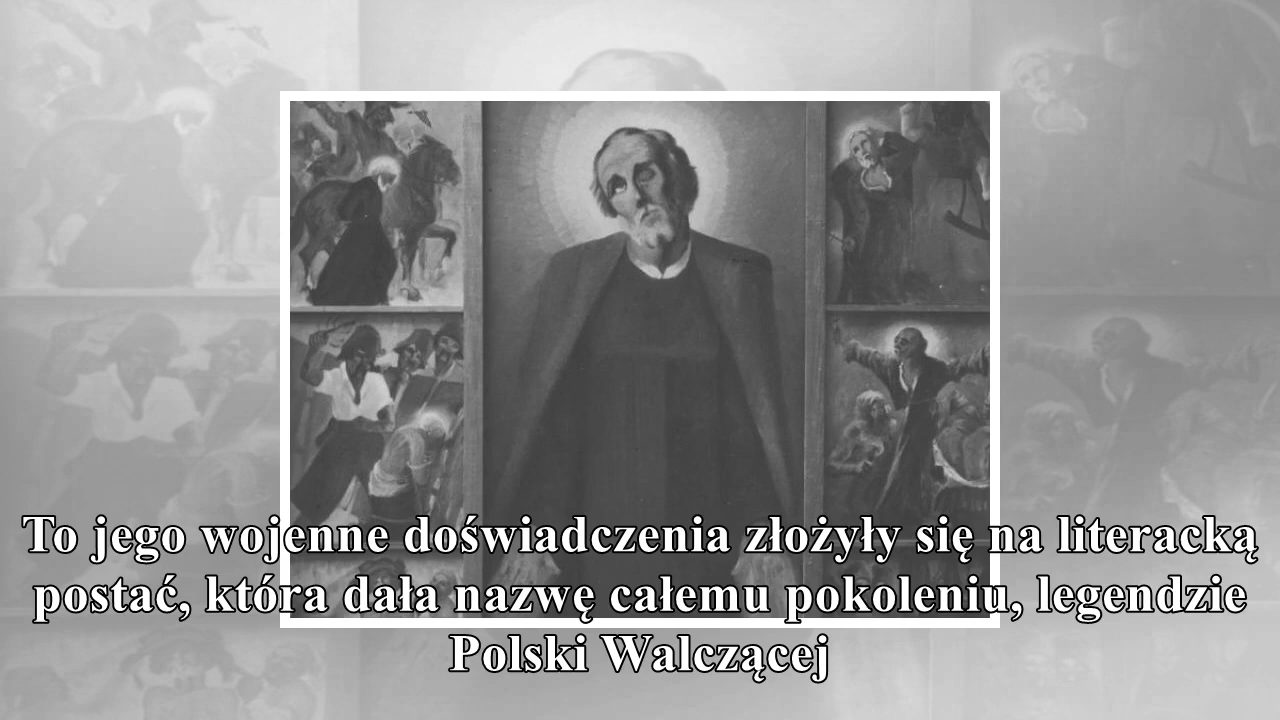 To jego wojenne doświadczenia złożyły się na literacką
postać, która dała nazwę całemu pokoleniu, legendzie
Polski Walczącej